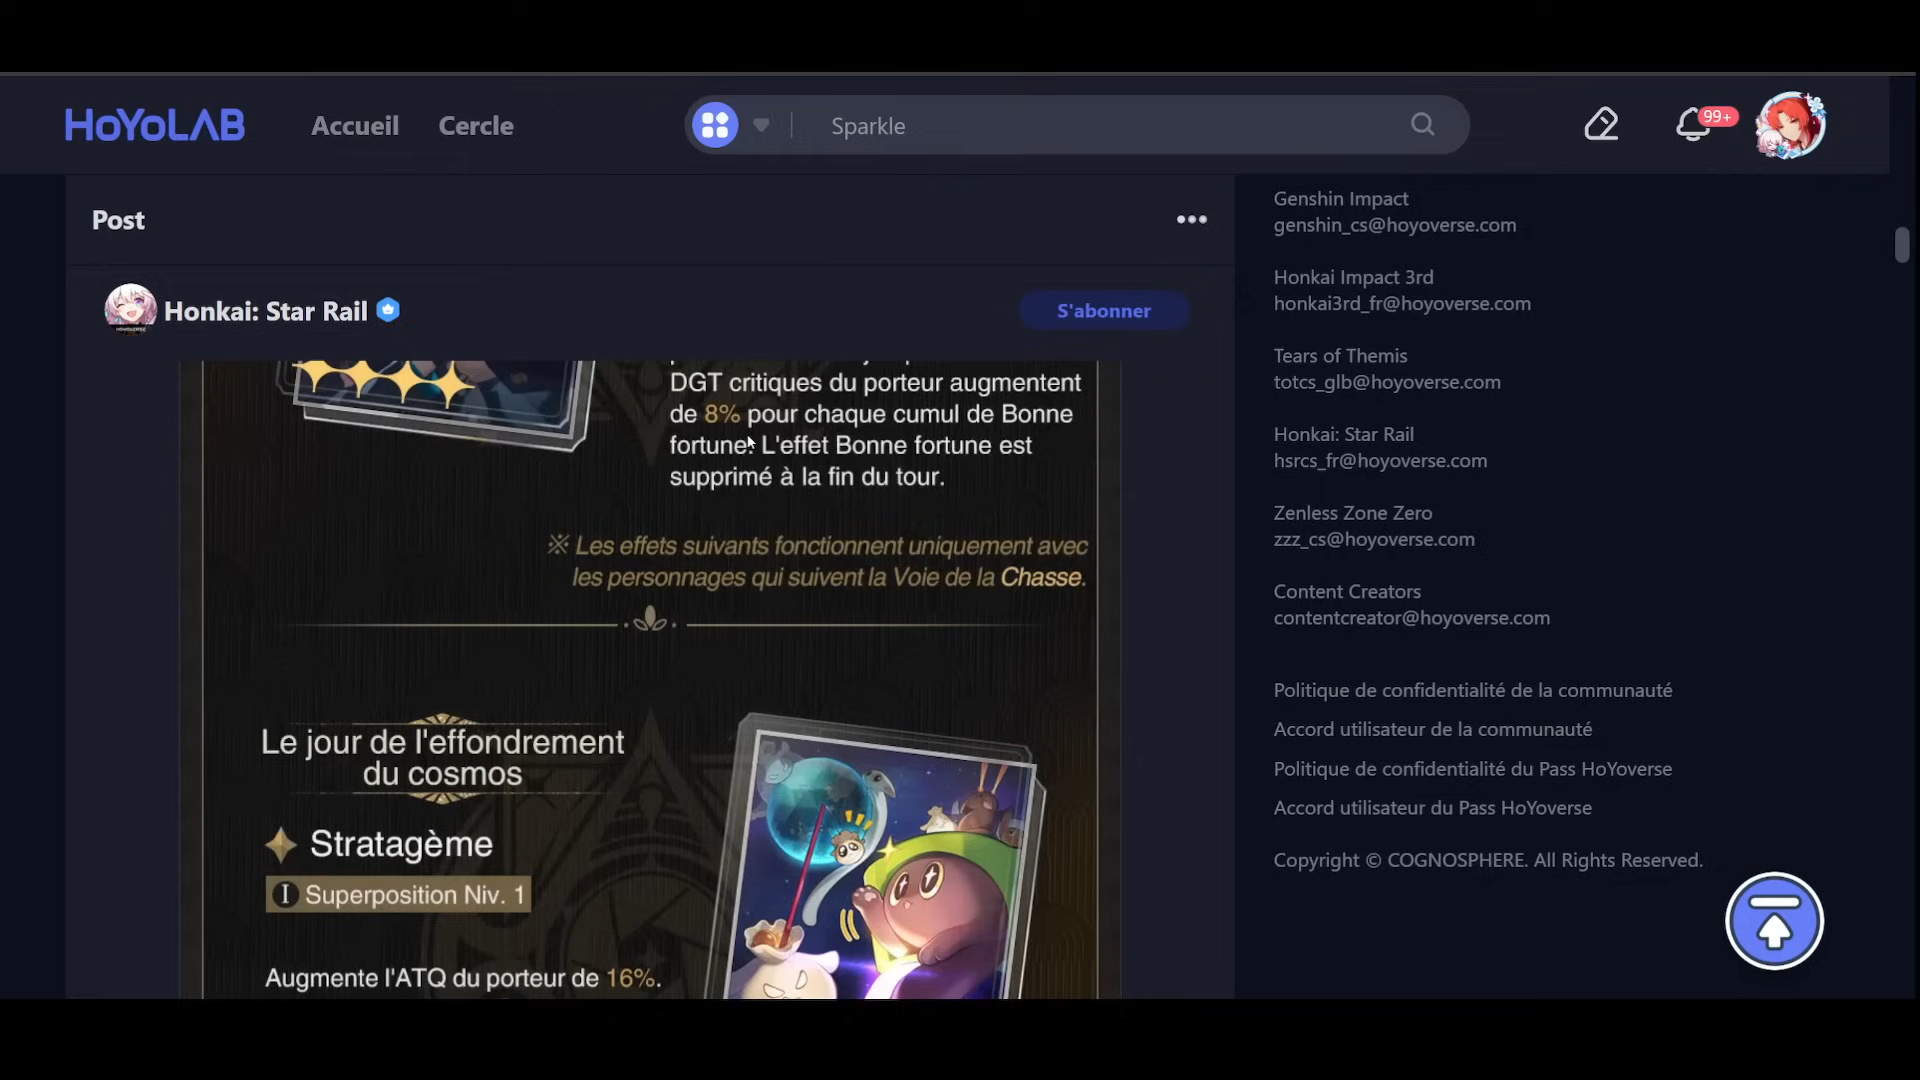 HoYoLAB
Accueil
Cercle
Sparkle
99+
Post
Honkai: Star Rail
S'abonner
DGT critiques du porteur augmentent
de 8% pour chaque cumul de Bonne
fortune. L'effet Bonne fortune est
supprimé à la fin du tour.
※ Les effets suivants fonctionnent uniquement avec
les personnages qui suivent la Voie de la Chasse.
Le jour de l'effondrement
du cosmos
Stratagème
I Superposition Niv. 1
Augmente l'ATQ du porteur de 16%.
Genshin Impact
genshin_cs@hoyoverse.com
Honkai Impact 3rd
honkai3rd_fr@hoyoverse.com
Tears of Themis
totcs_glb@hoyoverse.com
Honkai: Star Rail
hsrcs_fr@hoyoverse.com
Zenless Zone Zero
zzz_cs@hoyoverse.com
Content Creators
contentcreator@hoyoverse.com
Politique de confidentialité de la communauté
Accord utilisateur de la communauté
Politique de confidentialité du Pass HoYoverse
Accord utilisateur du Pass HoYoverse
Copyright © COGNOSPHERE. All Rights Reserved.